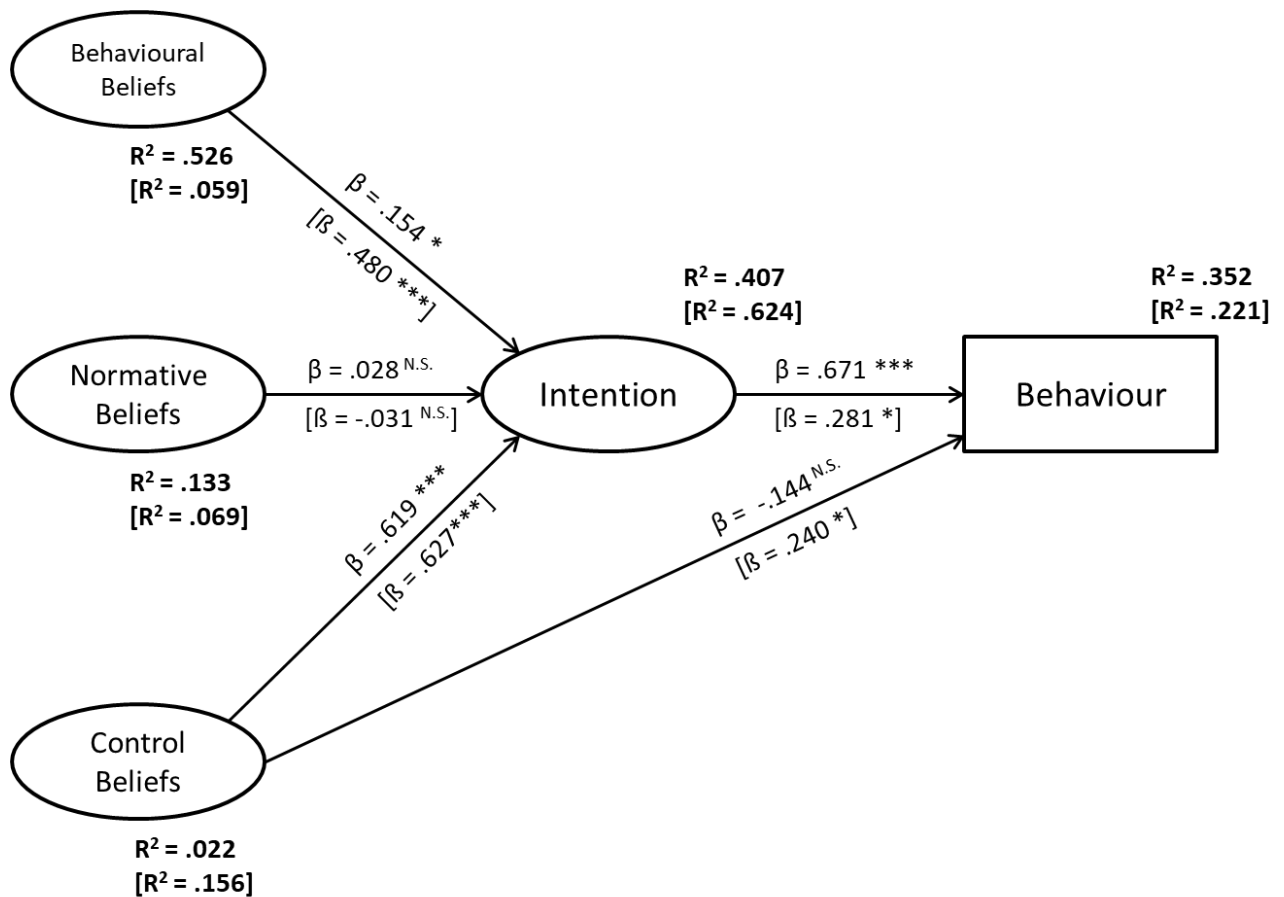 Behavioural
Beliefs
R² = .526
[R² = .059]
β = .154 *
[ß = .480 ***]
R² = .407
[R² = .624]
R² = .352
[R² = .221]
Normative
Beliefs
β = .028 N.S.
[ß = -.031 N.S.]
Intention
β = .671 ***
[ß = .281 *]
Behaviour
R² = .133
[R² = .069]
β = .619 ***
[ß = .627***]
β = -.144 N.S.
[ß = .240 *]
Control
Beliefs
R² = .022
[R² = .156]